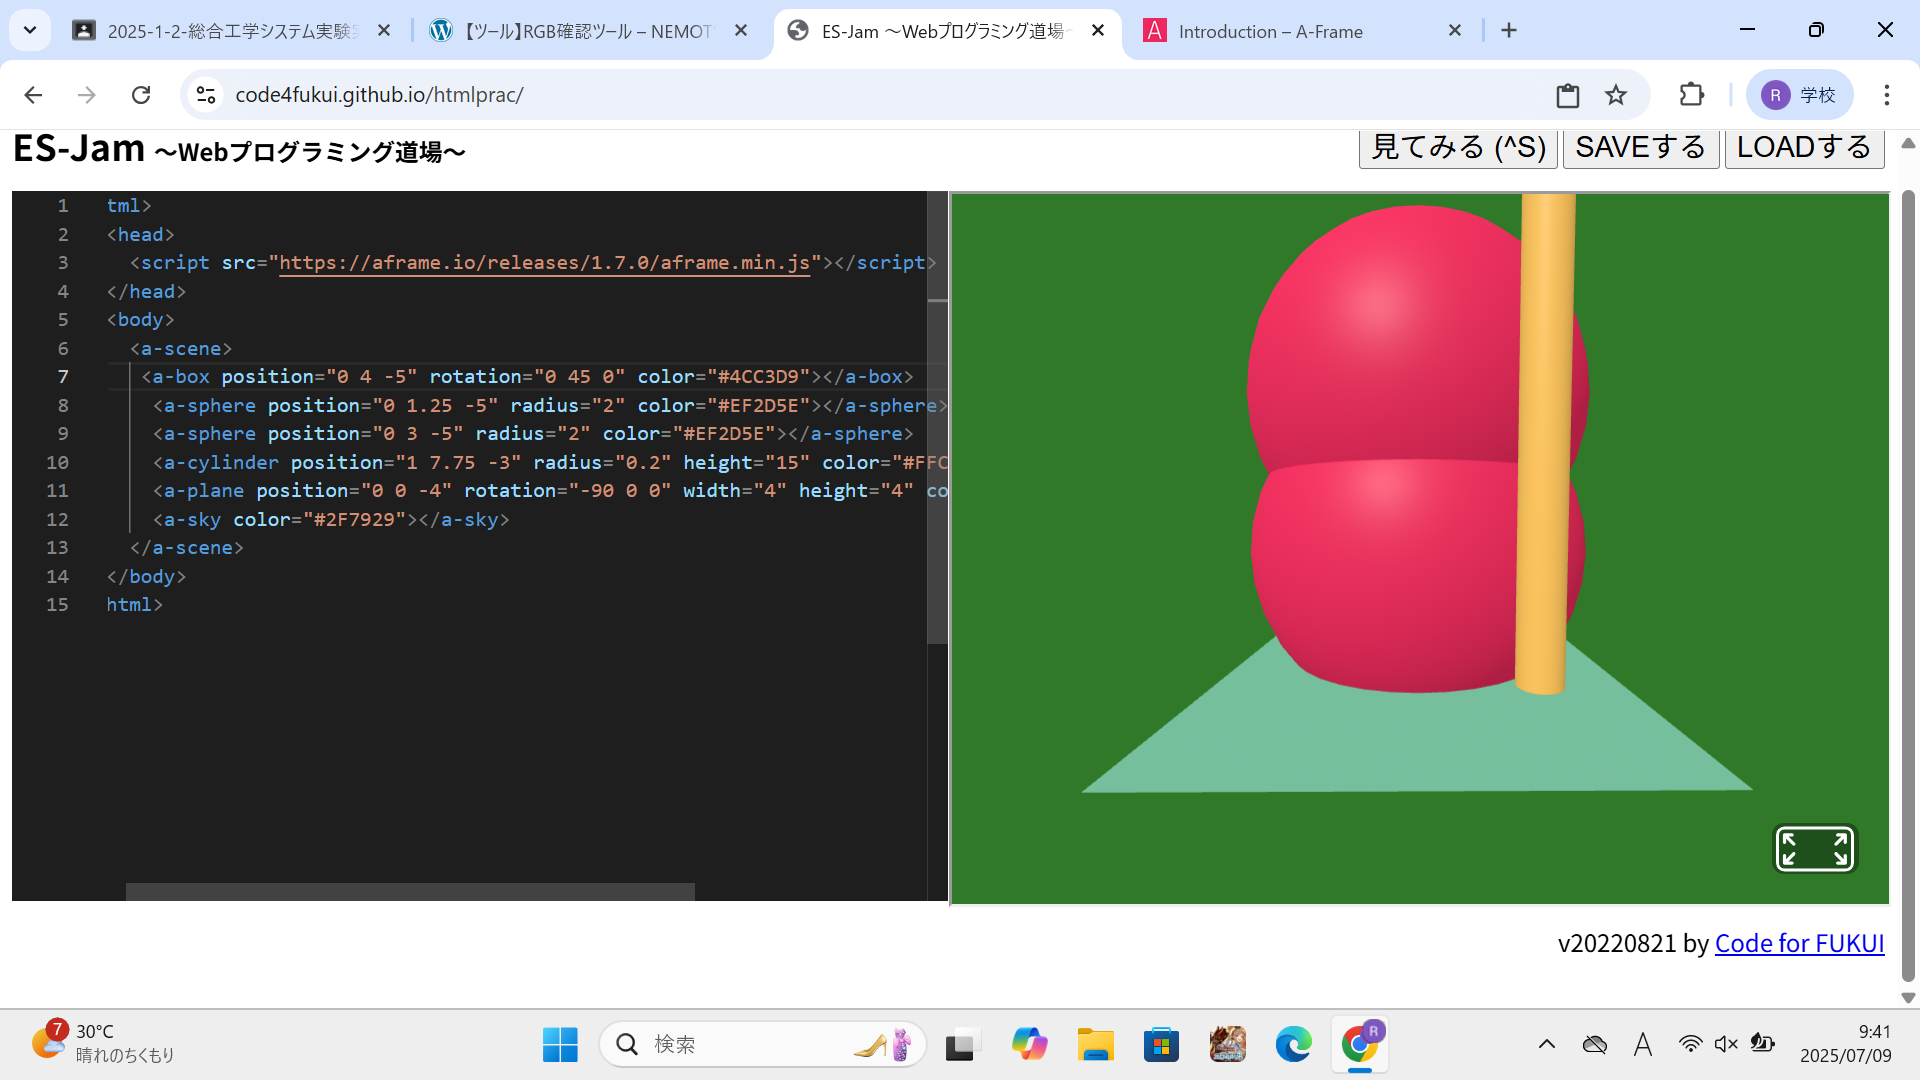 2025-1-2-総合工学システム実験実
【ツール】RGB確認ツール – NEMOT
ES-Jam ～Webプログラミング道場～
Introduction – A-Frame
code4fukui.github.io/htmlprac/
R 学校
ES-Jam ～Webプログラミング道場～
見てみる (^S) SAVEする LOADする
1 tml>
2 <head>
3 <script src="https://aframe.io/releases/1.7.0/aframe.min.js"></script>
4 </head>
5 <body>
6 <a-scene>
7 <a-box position="0 4 -5" rotation="0 45 0" color="#4CC3D9"></a-box>
8 <a-sphere position="0 1.25 -5" radius="2" color="#EF2D5E"></a-sphere>
9 <a-sphere position="0 3 -5" radius="2" color="#EF2D5E"></a-sphere>
10 <a-cylinder position="1 7.75 -3" radius="0.2" height="15" color="#FFC
11 <a-plane position="0 0 -4" rotation="-90 0 0" width="4" height="4" co
12 <a-sky color="#2F7929"></a-sky>
13 </a-scene>
14 </body>
15 html>
v20220821 by Code for FUKUI
7
30°C
晴れのちくもり
検索
R
A
9:41
2025/07/09